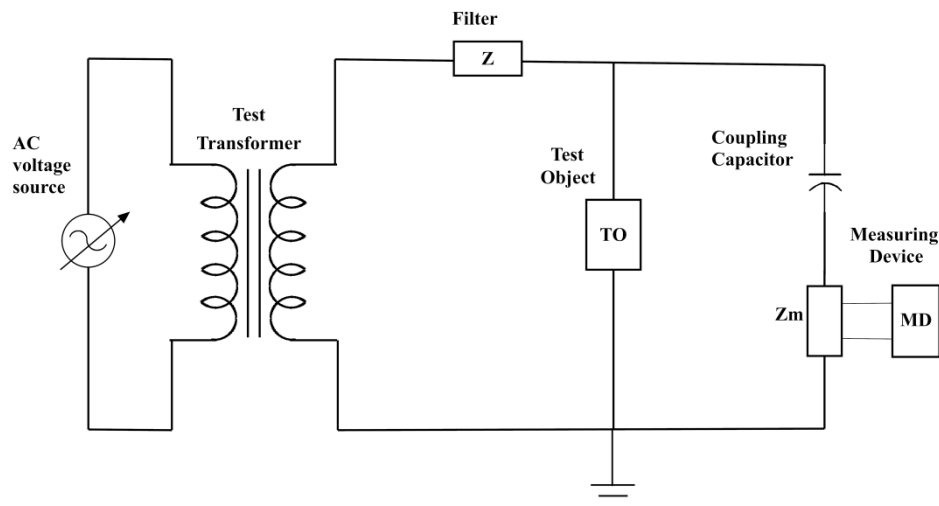 Filter
Z
AC
voltage
source
Test
Transformer
Test
Object
TO
Coupling
Capacitor
Measuring
Device
Zm
MD